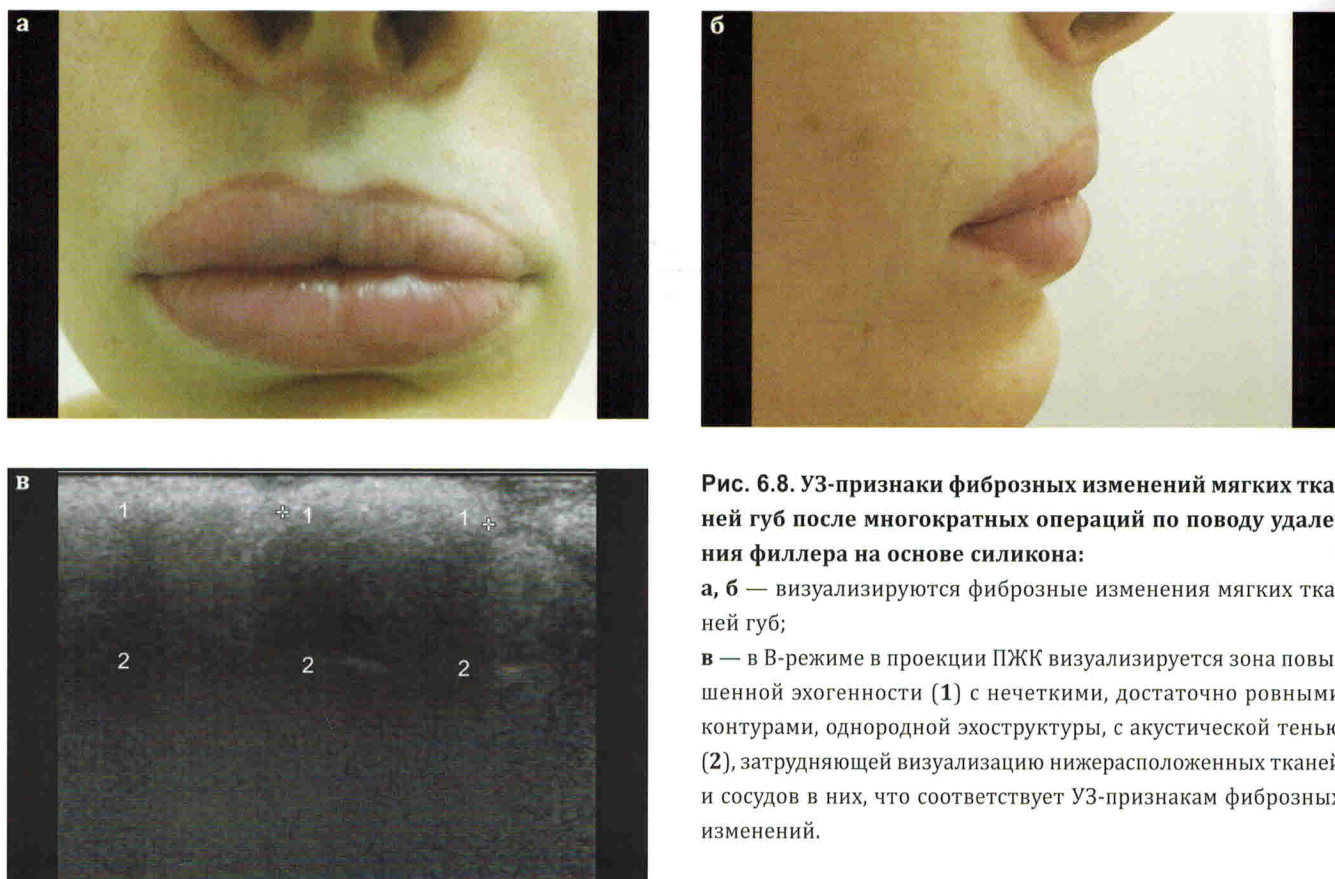 а
б
в
1
1
1
2
2
2
Рис. 6.8. УЗ-признаки фиброзных изменений мягких тка
ней губ после многократных операций по поводу удале
ния филлера на основе силикона:
а, б — визуализируются фиброзные изменения мягких тка
ней губ;
в — в В-режиме в проекции ПЖК визуализируется зона повы
шенной эхогенности (1) с нечеткими, достаточно ровными
контурами, однородной эхоструктуры, с акустической тенью
(2), затрудняющей визуализацию нижерасположенных тканей
и сосудов в них, что соответствует УЗ-признакам фиброзных
изменений.